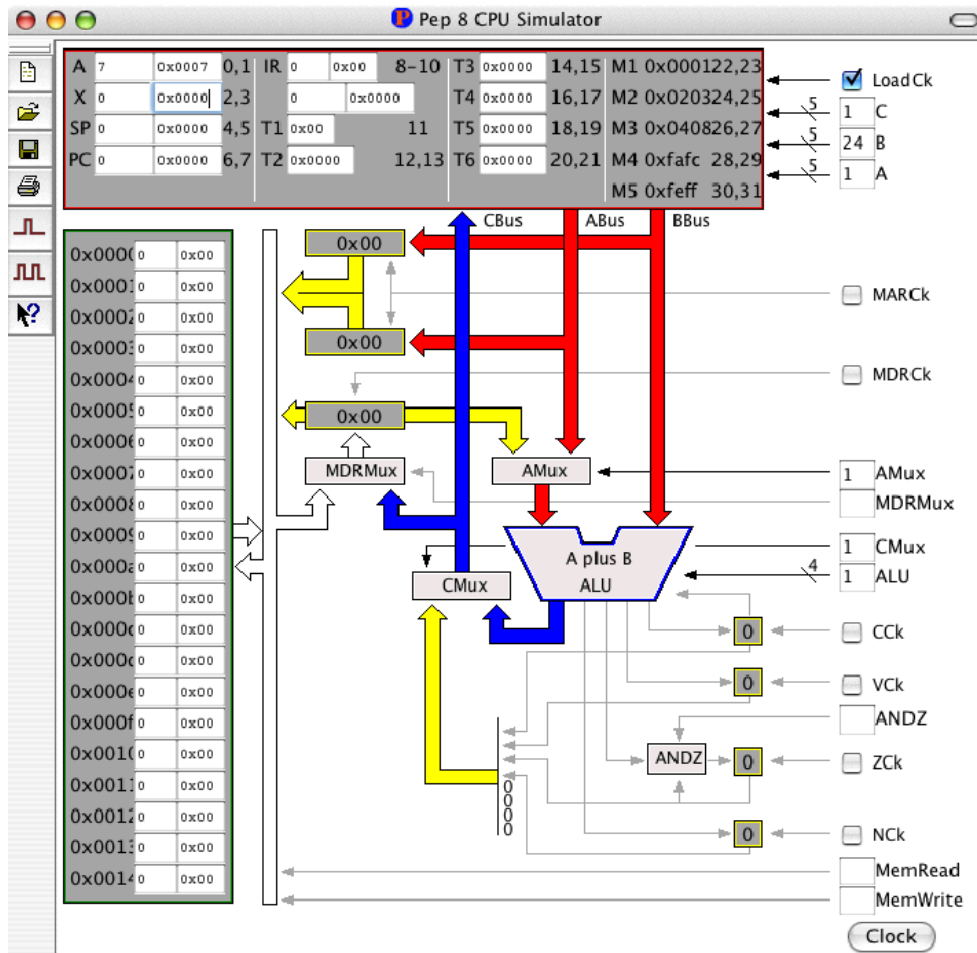 Pep 8 CPU Simulator
A 7 0x0007 0,1 IR 0 0x00 8-10 T3 0x0000 14,15 M1 0x000122,23
X 0 0x0000 2,3 0 0x0000 T4 0x0000 16,17 M2 0x020324,25
SP 0 0x0000 4,5 T1 0x00 11 T5 0x0000 18,19 M3 0x040826,27
PC 0 0x0000 6,7 T2 0x0000 12,13 T6 0x0000 20,21 M4 0xfafc 28,29
M5 0xfeff 30,31
LoadCk
5 1 C
5 24 B
5 1 A
CBus ABus BBus
0x00
MARCk
0x00
MDRCk
0x00
MDRMux AMux 1 AMux
MDRMux
A plus B 1 CMux
CMux ALU 4 1 ALU
0 CCk
0 VCk
ANDZ
ANDZ 0 ZCk
0
0
0
0
0 NCk
MemRead
MemWrite
Clock
0x0000 0 0x00
0x0001 0 0x00
0x0002 0 0x00
0x0003 0 0x00
0x0004 0 0x00
0x0005 0 0x00
0x0006 0 0x00
0x0007 0 0x00
0x0008 0 0x00
0x0009 0 0x00
0x000a 0 0x00
0x000b 0 0x00
0x000c 0 0x00
0x000d 0 0x00
0x000e 0 0x00
0x000f 0 0x00
0x0010 0 0x00
0x0011 0 0x00
0x0012 0 0x00
0x0013 0 0x00
0x0014 0 0x00